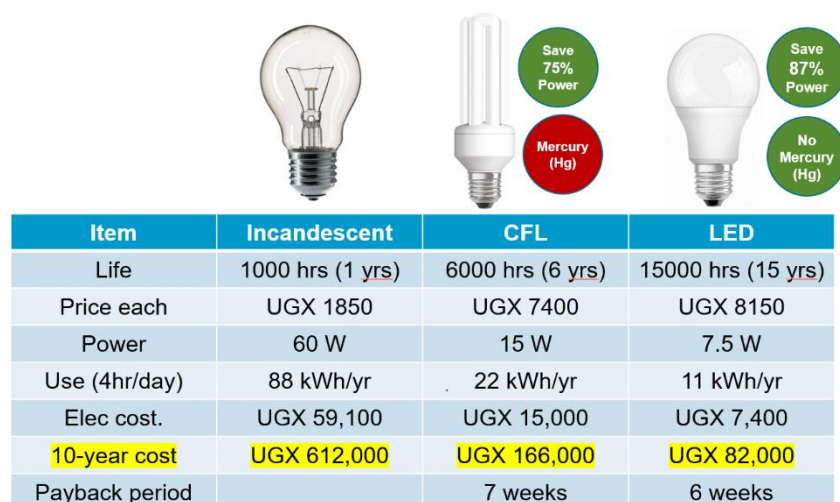 Save
75%
Power
Mercury
(Hg)
Save
87%
Power
No
Mercury
(Hg)
Item Incandescent CFL LED
Life 1000 hrs (1 yrs) 6000 hrs (6 yrs) 15000 hrs (15 yrs)
Price each UGX 1850 UGX 7400 UGX 8150
Power 60 W 15 W 7.5 W
Use (4hr/day) 88 kWh/yr 22 kWh/yr 11 kWh/yr
Elec cost. UGX 59,100 UGX 15,000 UGX 7,400
10-year cost UGX 612,000 UGX 166,000 UGX 82,000
Payback period 7 weeks 6 weeks